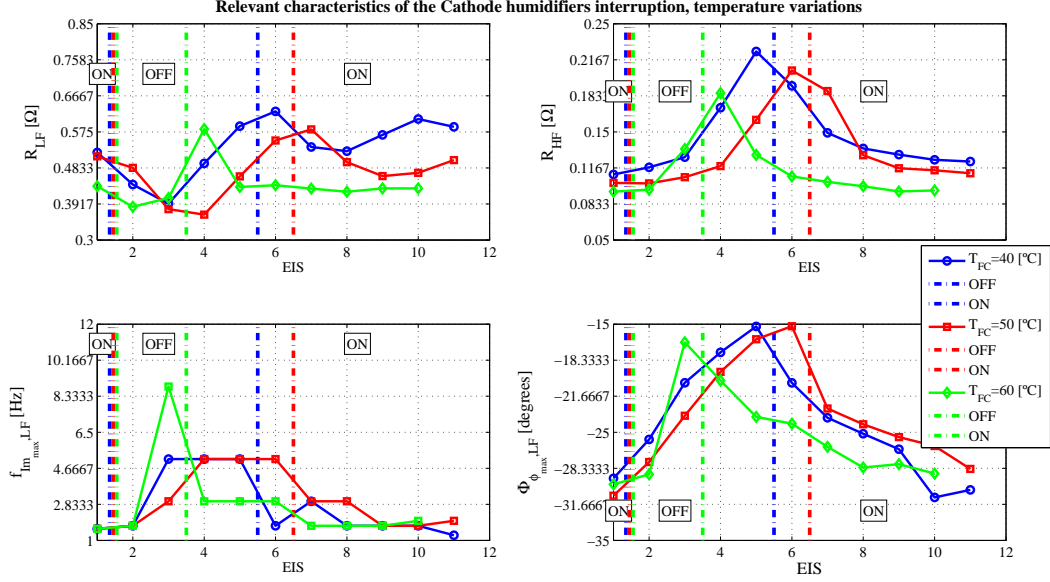 Relevant characteristics of the Cathode humidifiers interruption, temperature variations
0.85
0.7583
0.6667
0.575
0.4833
0.3917
0.3
R_LF [Ω]
ON
OFF
ON
2 4 6 8 10 12
EIS
0.25
0.2167
0.1833
0.15
0.1167
0.0833
0.05
R_HF [Ω]
ON
OFF
ON
2 4 6 8 10 12
EIS
12
10.1667
8.3333
6.5
4.6667
2.8333
1
f_Im_max,LF [Hz]
ON
OFF
ON
2 4 6 8 10 12
EIS
−15
−18.3333
−21.6667
−25
−28.3333
−31.6667
−35
Φ_ϕ_max,LF [degrees]
ON
OFF
ON
2 4 6 8 10 12
EIS
T_FC=40 [ºC]
OFF
ON
T_FC=50 [ºC]
OFF
ON
T_FC=60 [ºC]
OFF
ON